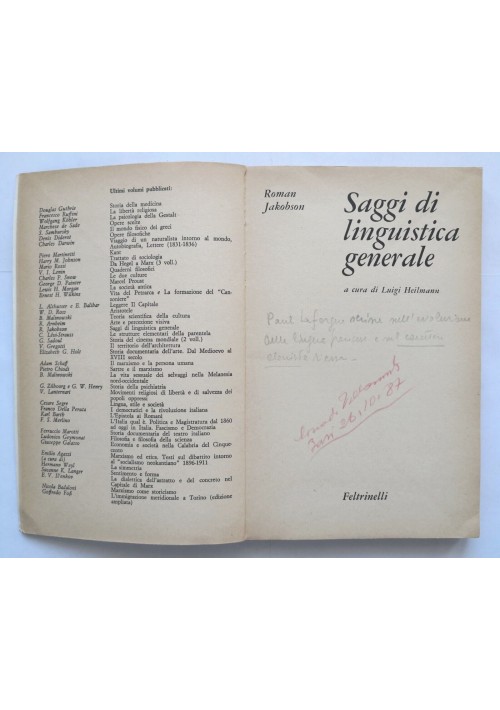 Ultimi volumi pubblicati:
Douglas Guthrie Storia della medicina
Francesco Ruffini La libertà religiosa
Wolfgang Köhler La psicologia della Gestalt
Marchese de Sade Opere scelte
S. Sambursky Il mondo fisico dei greci
Denis Diderot Opere filosofiche
Charles Darwin Viaggio di un naturalista intorno al mondo,
Autobiografia, Lettere (1831-1836)
Piero Martinetti Kant
Harry M. Johnson Trattato di sociologia
Mario Rossi Da Hegel a Marx (3 voll.)
V. I. Lenin Quaderni filosofici
Charles P. Snow Le due culture
George D. Painter Marcel Proust
Lewis H. Morgan La società antica
Ernest H. Wilkins Vita del Petrarca e La formazione del "Can-
zoniere"
L. Althusser e E. Balibar Leggere Il Capitale
W. D. Ross Aristotele
B. Malinowski Teoria scientifica della cultura
R. Arnheim Arte e percezione visiva
R. Jakobson Saggi di linguistica generale
C. Lévi-Strauss Le strutture elementari della parentela
G. Sadoul Storia del cinema mondiale (2 voll.)
V. Gregotti Il territorio dell'architettura
Elizabeth G. Holt Storia documentaria dell'arte. Dal Medioevo al
XVIII secolo
Adam Schaff Il marxismo e la persona umana
Pietro Chiodi Sartre e il marxismo
B. Malinowski La vita sessuale dei selvaggi nella Melanesia
nord-occidentale
G. Zilboorg e G. W. Henry Storia della psichiatria
V. Lanternari Movimenti religiosi di libertà e di salvezza dei
popoli oppressi
Cesare Segre Lingua, stile e società
Franco Della Peruta I democratici e la rivoluzione italiana
Karl Barth L'Epistola ai Romani
F. S. Merlino L'Italia qual è. Politica e Magistratura dal 1860
ad oggi in Italia. Fascismo e Democrazia
Ferruccio Marotti Storia documentaria del teatro italiano
Ludovico Geymonat Filosofia e filosofia della scienza
Giuseppe Galasso Economia e società nella Calabria del Cinque-
cento
Emilio Agazzi Marxismo ed etica. Testi sul dibattito intorno al
(a cura di) "socialismo neokantiano" 1896-1911
Hermann Weyl La simmetria
Susanne K. Langer Sentimento e forma
E. V. Il'enkov La dialettica dell'astratto e del concreto nel
Capitale di Marx
Nicola Badaloni Marxismo come storicismo
Goffredo Fofi L'immigrazione meridionale a Torino (edizione
ampliata)
Roman
Jakobson
Saggi di
linguistica
generale
a cura di Luigi Heilmann
Paul Lafargue
Feltrinelli